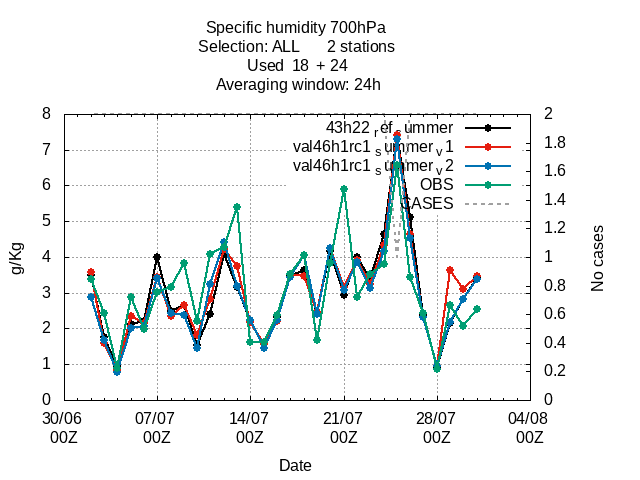 Specific humidity 700hPa
Selection: ALL 2 stations
Used 18 + 24
Averaging window: 24h
8 7 6 5 4 3 2 1 0
g/Kg
43h22 ref summer
val46h1rc1 summer v1
val46h1rc1 summer v2
OBS
CASES
2 1.8 1.6 1.4 1.2 1 0.8 0.6 0.4 0.2 0
No cases
30/06 07/07 14/07 21/07 28/07 04/08
00Z 00Z 00Z 00Z 00Z 00Z
Date